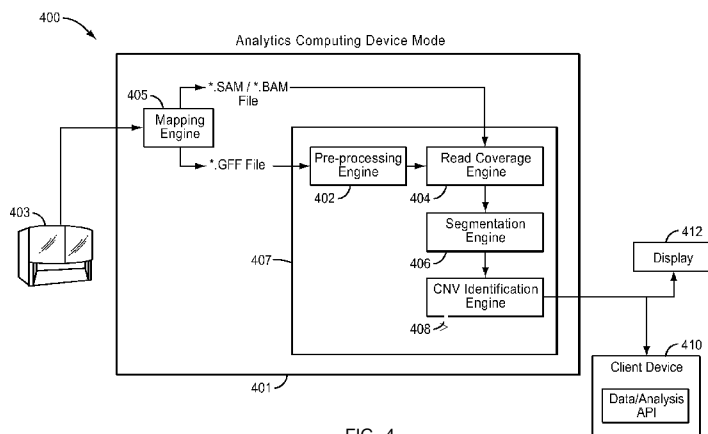 400
Analytics Computing Device Mode
*.SAM / *.BAM
File
405
Mapping
Engine
*.GFF File
Pre-processing
Engine
402
Read Coverage
Engine
404
403
Segmentation
Engine
406
407
412
Display
CNV Identification
Engine
408
410
Client Device
Data/Analysis
API
401
FIG. 4